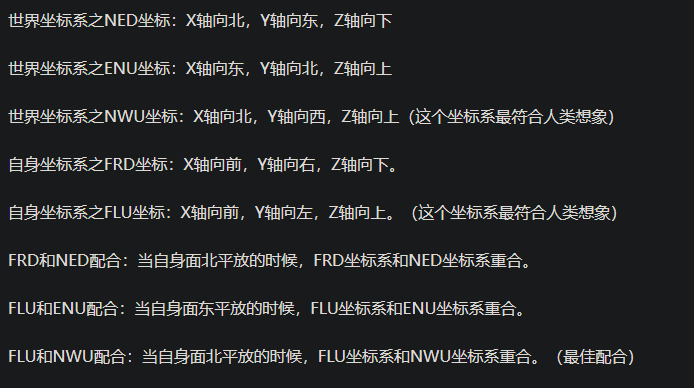 世界坐标系之NED坐标：X轴向北，Y轴向东，Z轴向下
世界坐标系之ENU坐标：X轴向东，Y轴向北，Z轴向上
世界坐标系之NWU坐标：X轴向北，Y轴向西，Z轴向上（这个坐标系最符合人类想象）
自身坐标系之FRD坐标：X轴向前，Y轴向右，Z轴向下。
自身坐标系之FLU坐标：X轴向前，Y轴向左，Z轴向上。（这个坐标系最符合人类想象）
FRD和NED配合：当自身面北平放的时候，FRD坐标系和NED坐标系重合。
FLU和ENU配合：当自身面东平放的时候，FLU坐标系和ENU坐标系重合。
FLU和NWU配合：当自身面北平放的时候，FLU坐标系和NWU坐标系重合。（最佳配合）